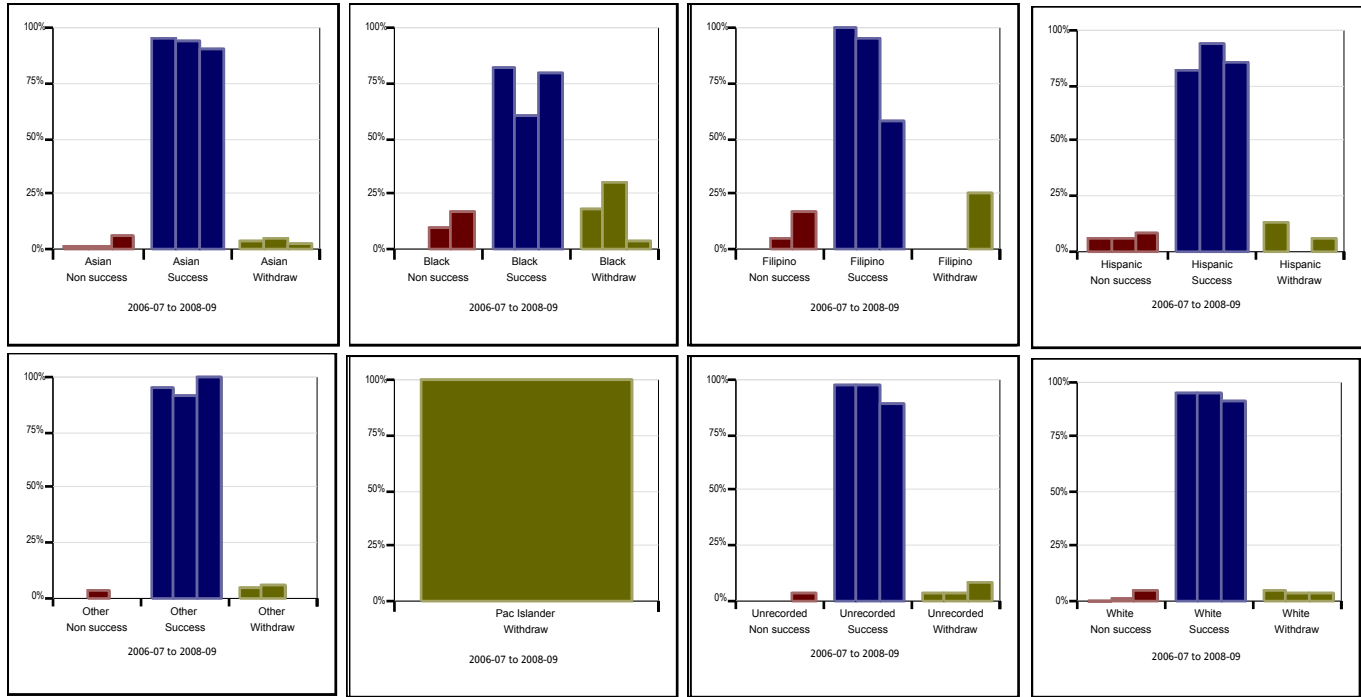 100%
75%
50%
25%
0%
Asian Asian Asian
Non success Success Withdraw
2006-07 to 2008-09
100%
75%
50%
25%
0%
Black Black Black
Non success Success Withdraw
2006-07 to 2008-09
100%
75%
50%
25%
0%
Filipino Filipino Filipino
Non success Success Withdraw
2006-07 to 2008-09
100%
75%
50%
25%
0%
Hispanic Hispanic Hispanic
Non success Success Withdraw
2006-07 to 2008-09
100%
75%
50%
25%
0%
Other Other Other
Non success Success Withdraw
2006-07 to 2008-09
100%
75%
50%
25%
0%
Pac Islander
Withdraw
2006-07 to 2008-09
100%
75%
50%
25%
0%
Unrecorded Unrecorded Unrecorded
Non success Success Withdraw
2006-07 to 2008-09
100%
75%
50%
25%
0%
White White White
Non success Success Withdraw
2006-07 to 2008-09